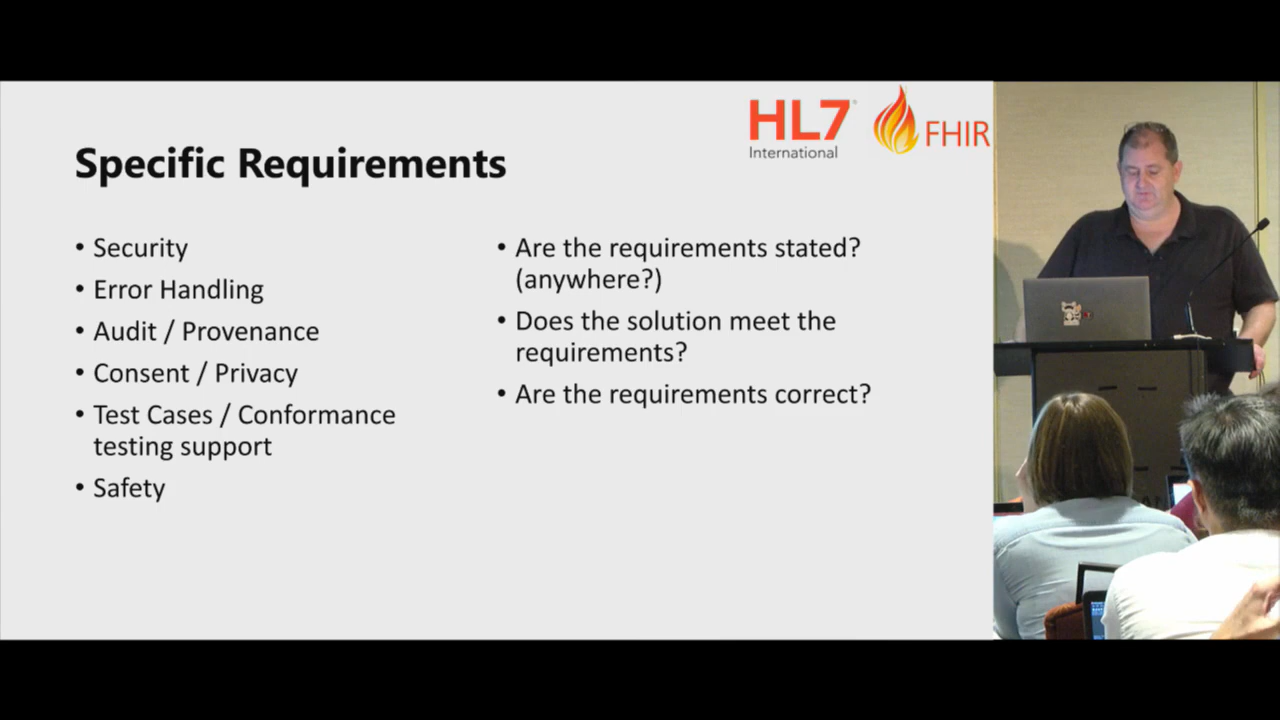 HL7
International
FHIR
Specific Requirements
• Security
• Error Handling
• Audit / Provenance
• Consent / Privacy
• Test Cases / Conformance
testing support
• Safety
• Are the requirements stated?
(anywhere?)
• Does the solution meet the
requirements?
• Are the requirements correct?